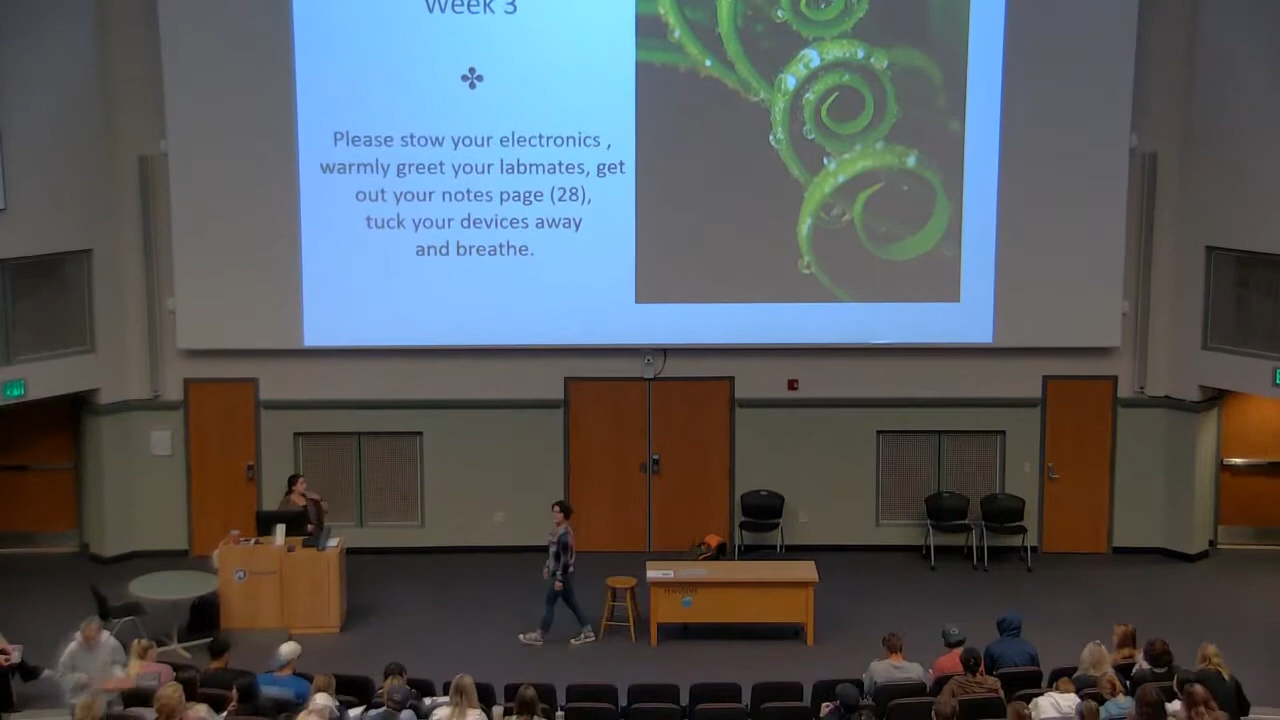 Week 3
Please stow your electronics ,
warmly greet your labmates, get
out your notes page (28),
tuck your devices away
and breathe.